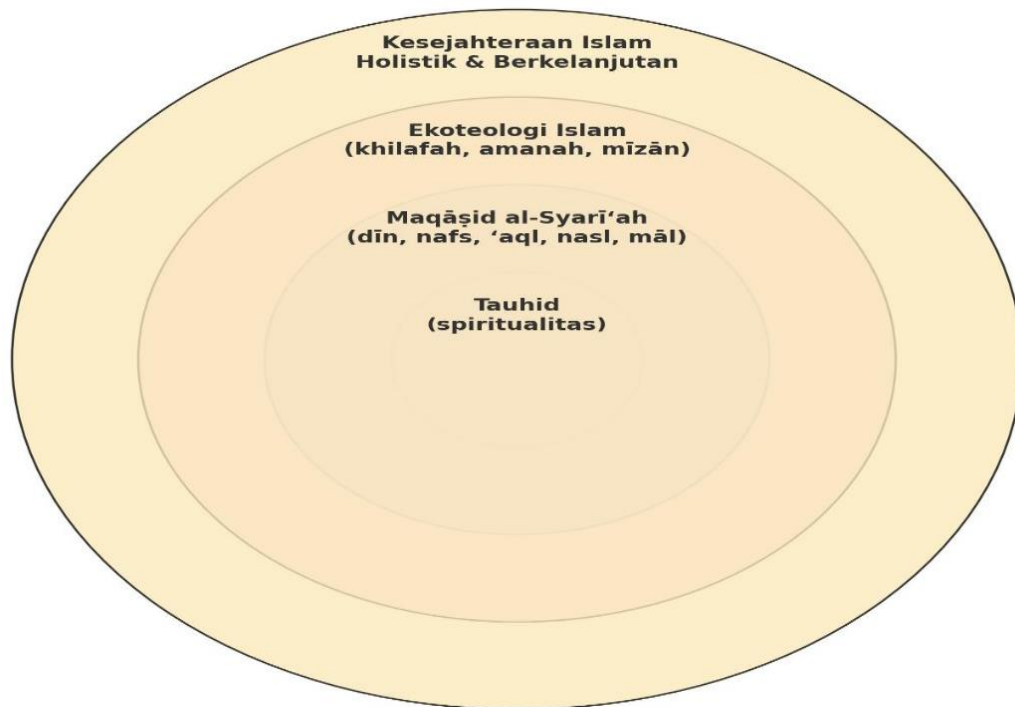 Kesejahteraan Islam
Holistik & Berkelanjutan
Ekoteologi Islam
(khilafah, amanah, mīzān)
Maqāṣid al-Syarī‘ah
(dīn, nafs, ‘aql, nasl, māl)
Tauhid
(spiritualitas)